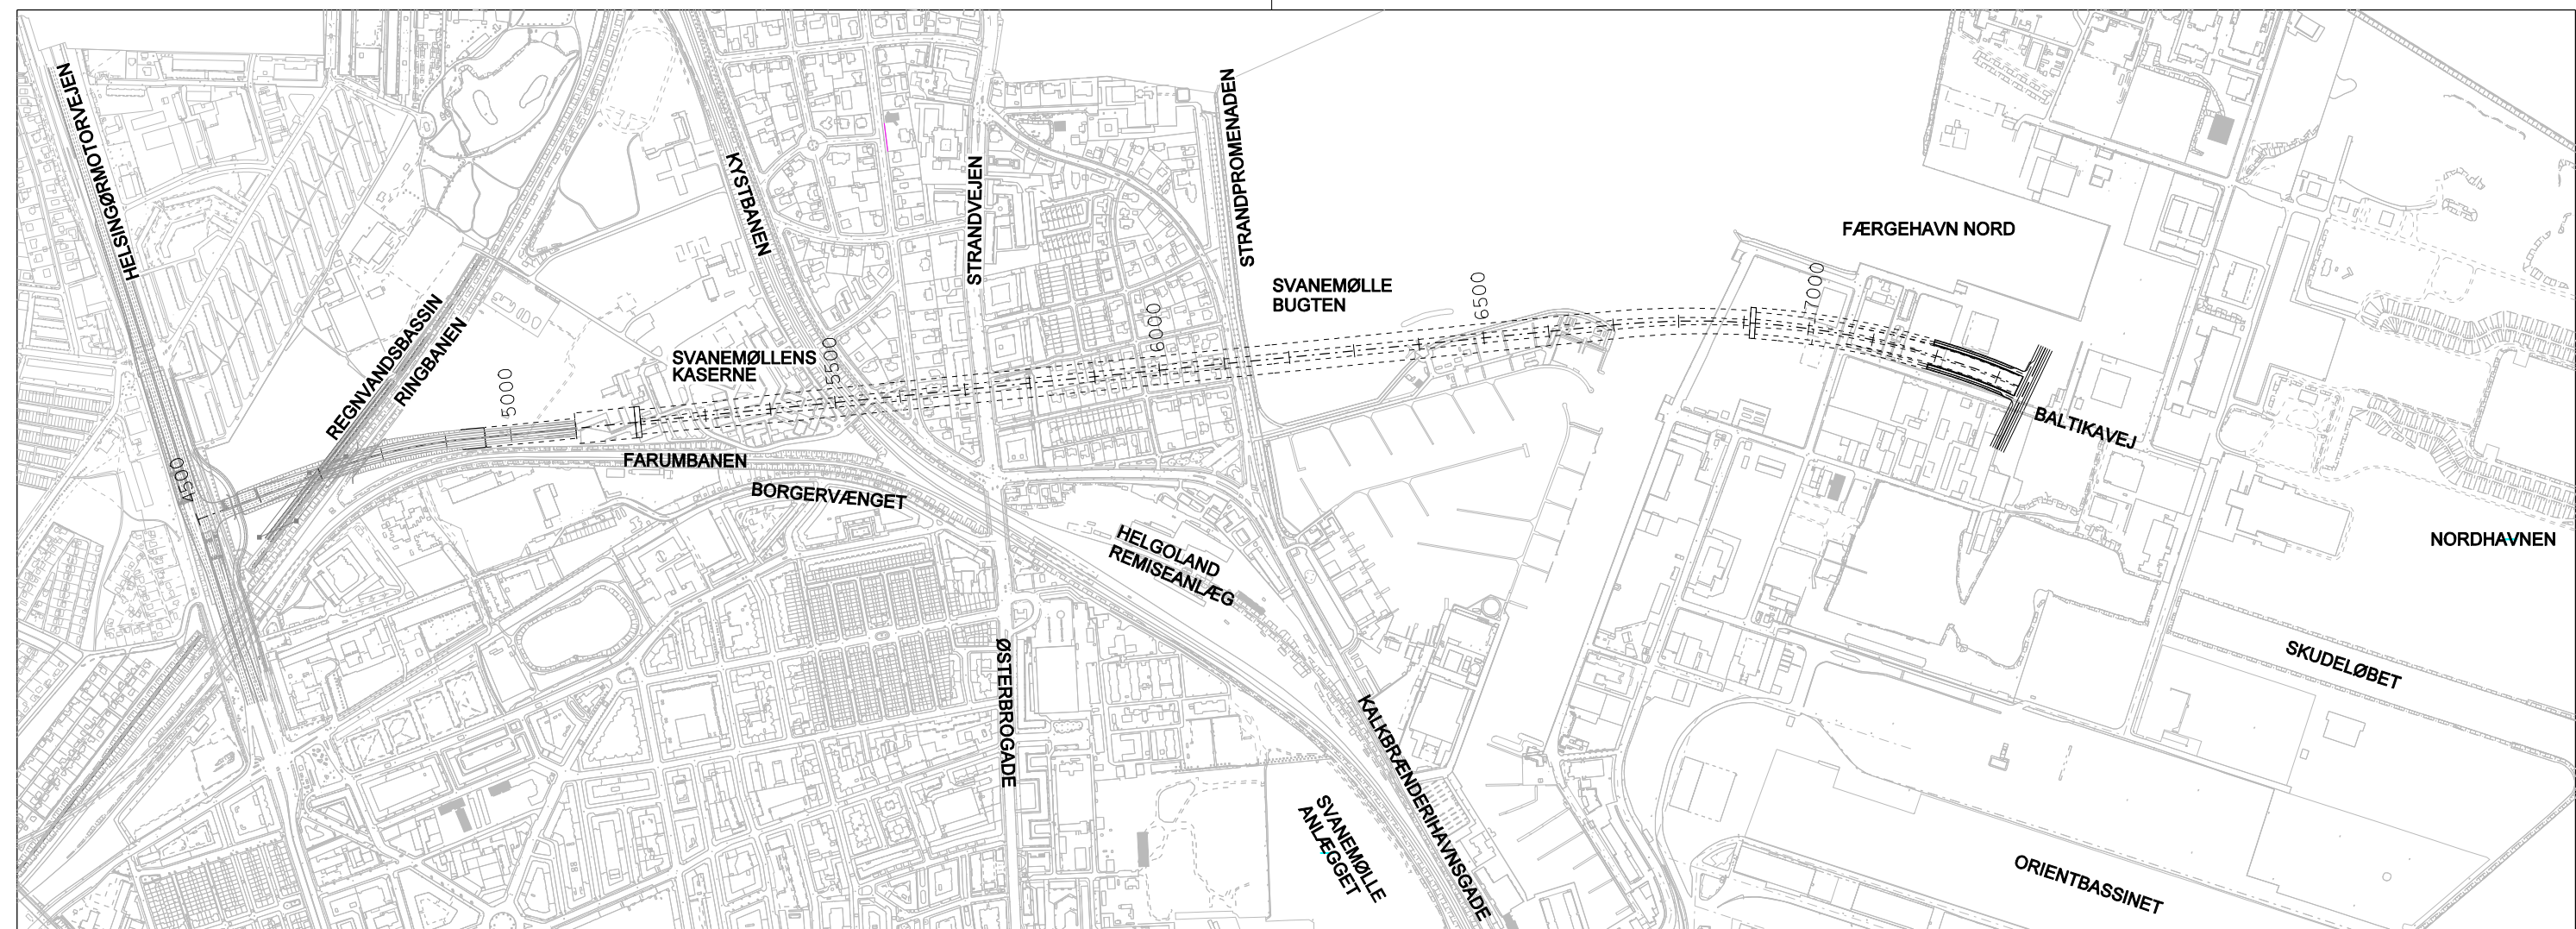 HELSINGØRMOTORVEJEN
REGNVANDSBASSIN
RINGBANEN
KYSTBANEN
STRANDVEJEN
STRANDPROMENADEN
SVANEMØLLE
BUGTEN
FÆRGEHAVN NORD
SVANEMØLLENS
KASERNE
4500
5000
5500
6000
6500
7000
BALTIKAVEJ
FARUMBANEN
BORGERVÆNGET
HELGOLAND
REMISEANLÆG
NORDHAVNEN
ØSTERBROGADE
SKUDELØBET
KALKBRÆNDERIHAVNSGADE
SVANEMØLLE
ANLÆGGET
ORIENTBASSINET